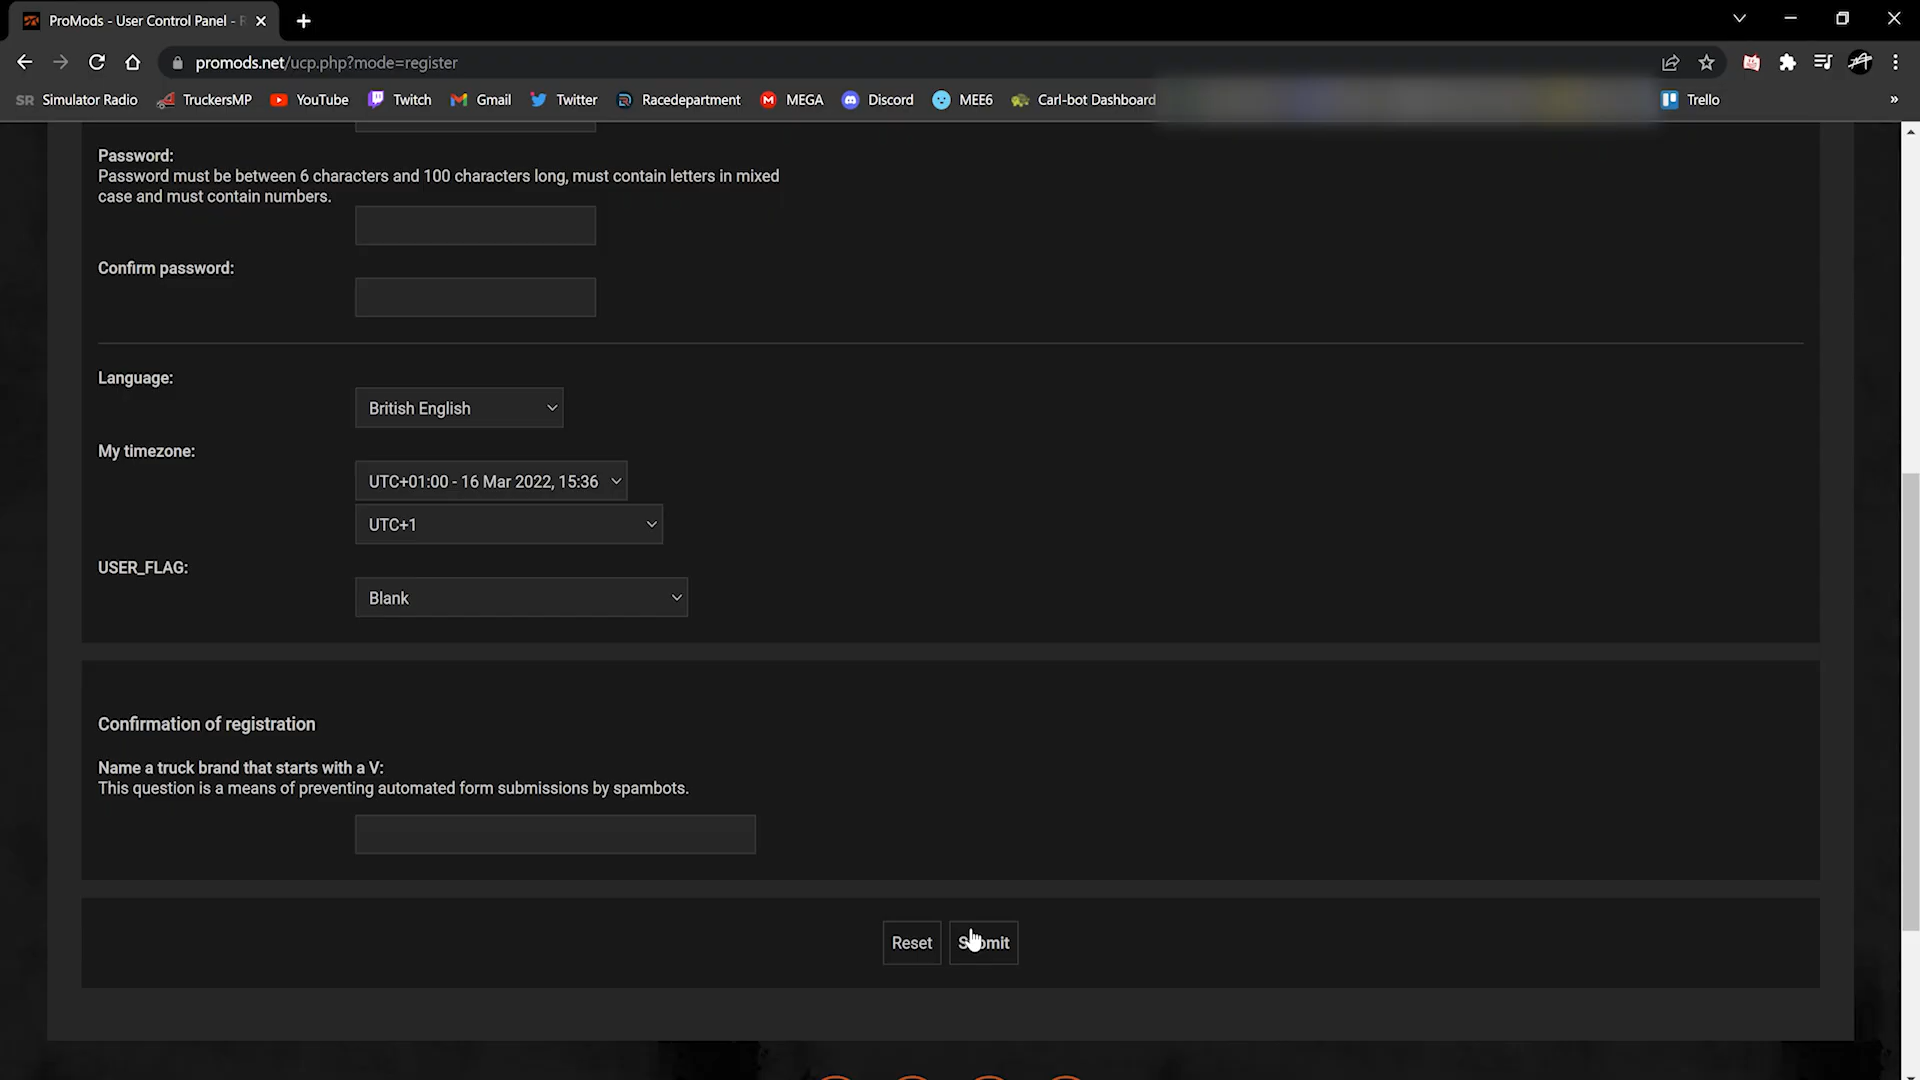 ProMods - User Control Panel -
promods.net/ucp.php?mode=register
SR Simulator Radio TruckersMP YouTube Twitch Gmail Twitter Racedepartment MEGA Discord MEE6 Carl-bot Dashboard Trello »
Password:
Password must be between 6 characters and 100 characters long, must contain letters in mixed
case and must contain numbers.
Confirm password:
Language:
British English
My timezone:
UTC+01:00 - 16 Mar 2022, 15:36
UTC+1
USER_FLAG:
Blank
Confirmation of registration
Name a truck brand that starts with a V:
This question is a means of preventing automated form submissions by spambots.
Reset Submit